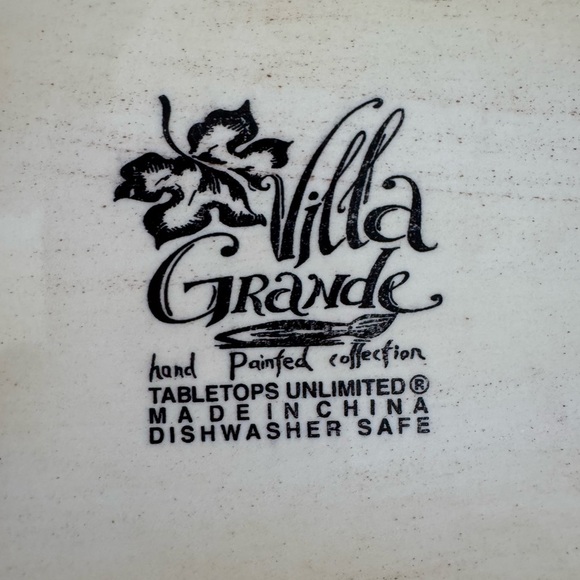 Villa
GRANde
hand Painted collection
TABLETOPS UNLIMITED®
MADE IN CHINA
DISHWASHER SAFE